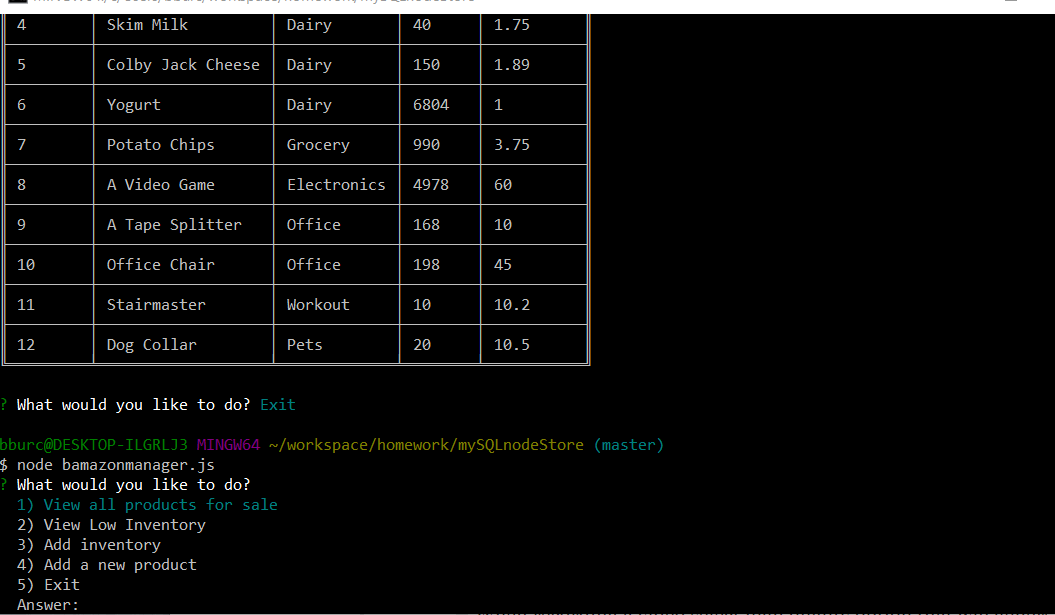 4 Skim Milk Dairy 40 1.75
5 Colby Jack Cheese Dairy 150 1.89
6 Yogurt Dairy 6804 1
7 Potato Chips Grocery 990 3.75
8 A Video Game Electronics 4978 60
9 A Tape Splitter Office 168 10
10 Office Chair Office 198 45
11 Stairmaster Workout 10 10.2
12 Dog Collar Pets 20 10.5
? What would you like to do? Exit
bburc@DESKTOP-ILGRLJ3 MINGW64 ~/workspace/homework/mySQLnodeStore (master)
$ node bamazonmanager.js
? What would you like to do?
1) View all products for sale
2) View Low Inventory
3) Add inventory
4) Add a new product
5) Exit
Answer: